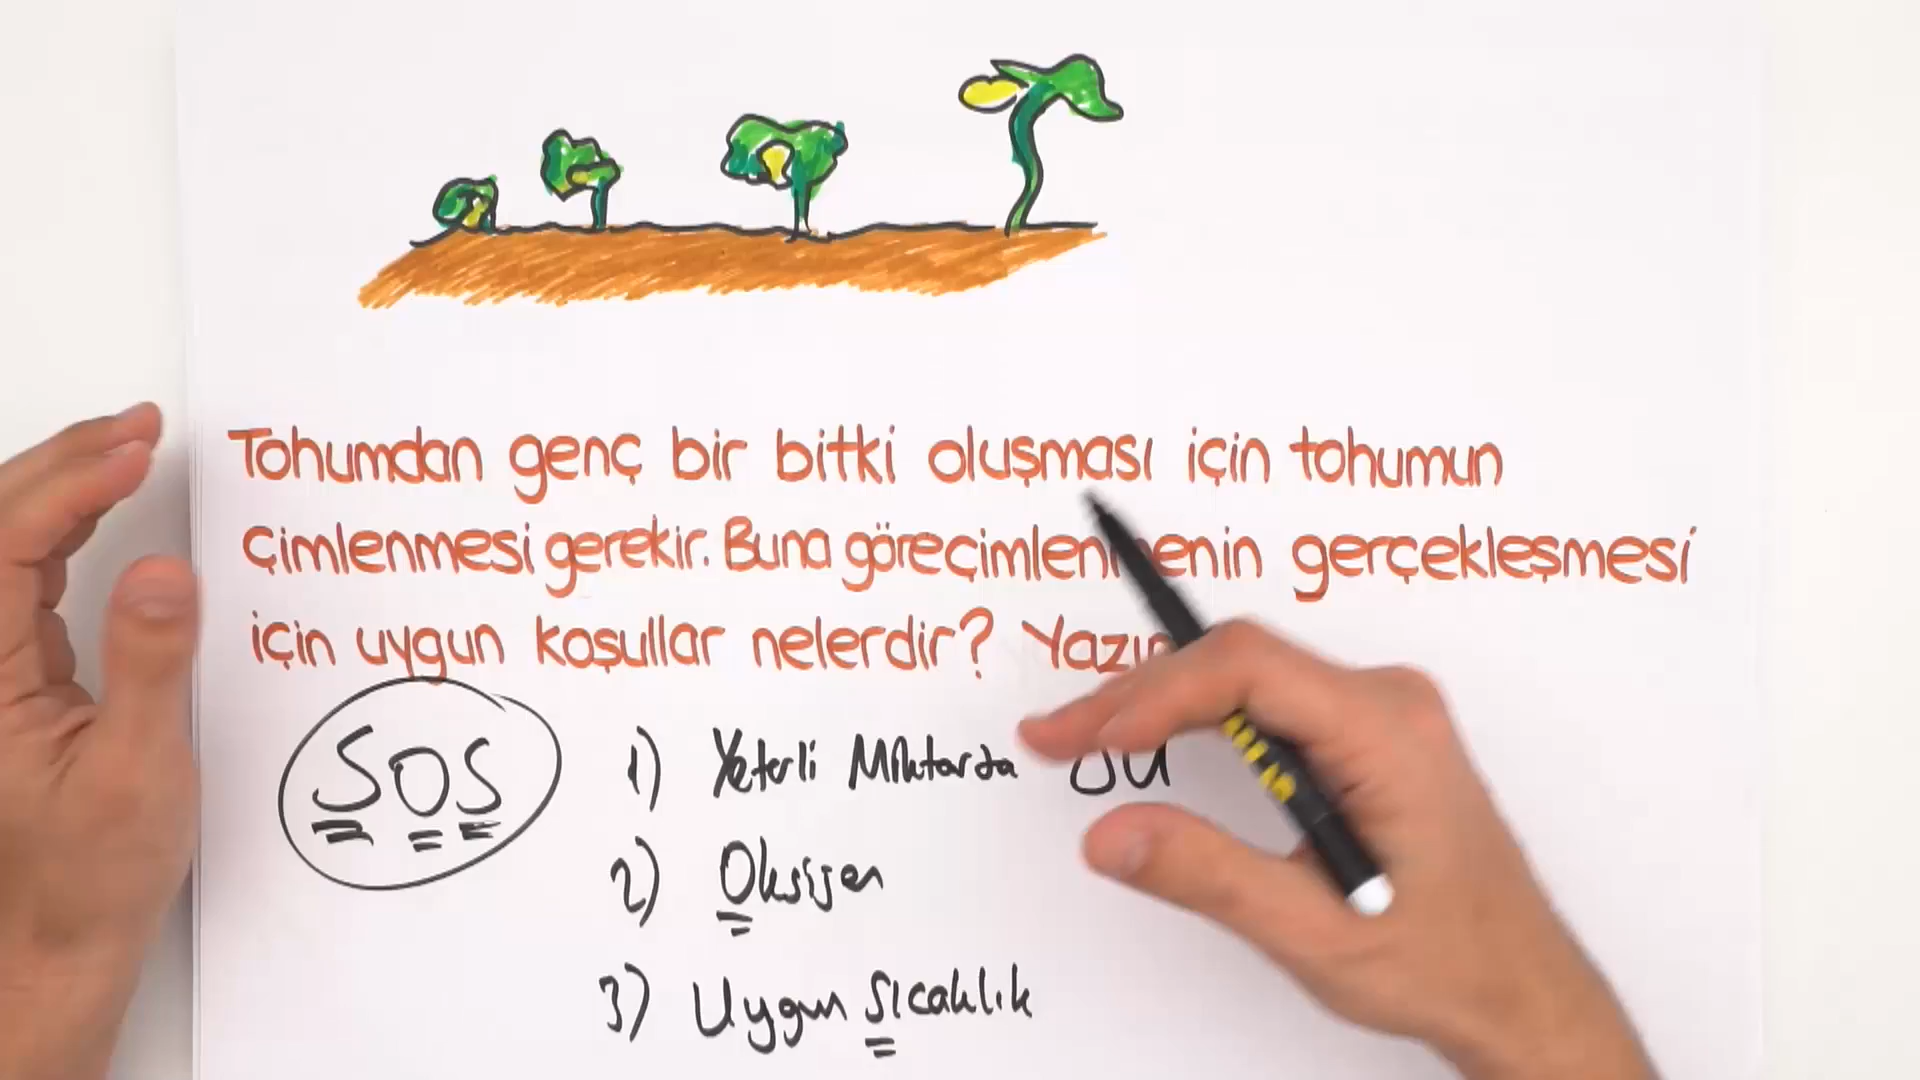 Tohumdan genç bir bitki oluşması için tohumun
çimlenmesi gerekir. Buna göre çimlenmenin gerçekleşmesi
için uygun koşullar nelerdir? Yazın
SOS
1) Yeterli Miktarda SU
2) Oksijen
3) Uygun Sıcaklık